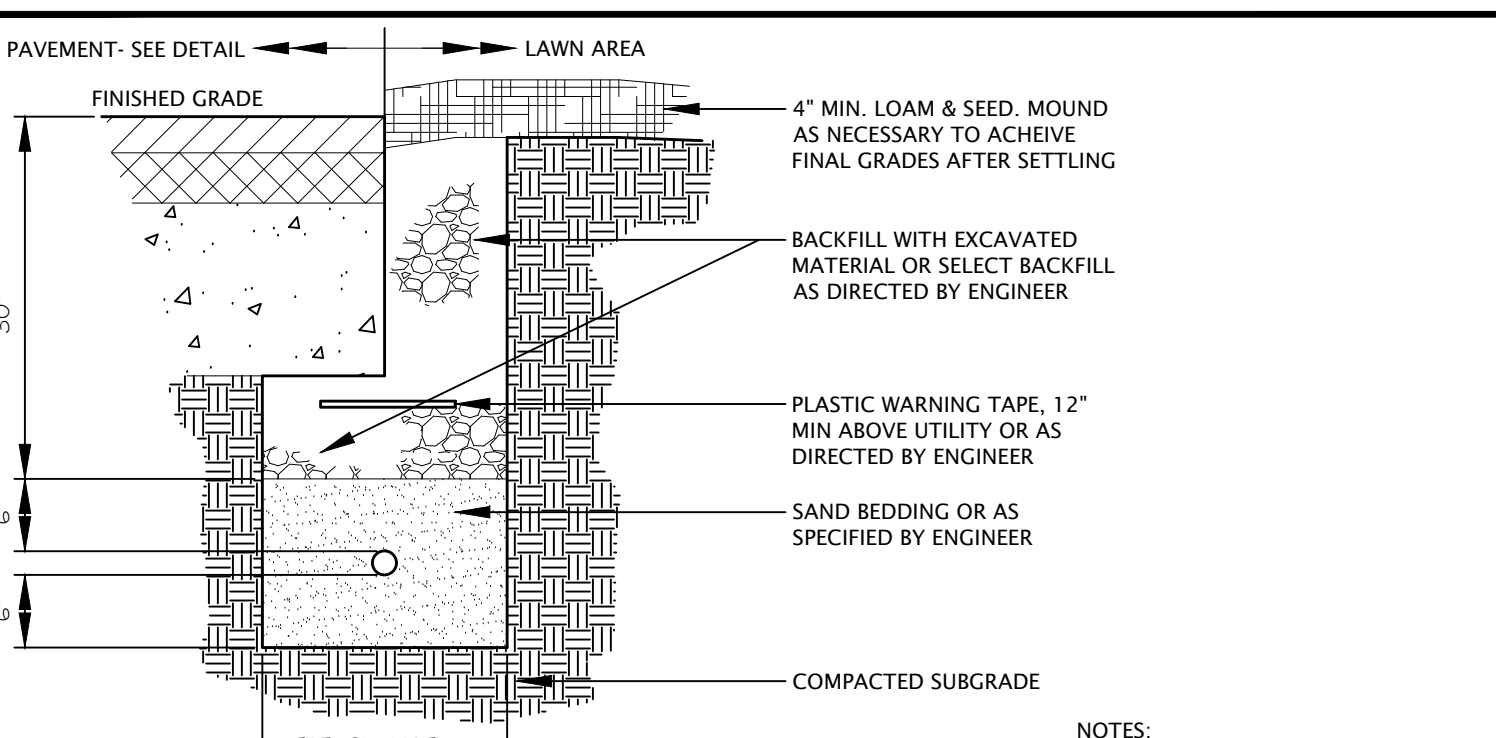 PAVEMENT- SEE DETAIL
LAWN AREA
FINISHED GRADE
4" MIN. LOAM & SEED. MOUND
AS NECESSARY TO ACHEIVE
FINAL GRADES AFTER SETTLING
BACKFILL WITH EXCAVATED
MATERIAL OR SELECT BACKFILL
AS DIRECTED BY ENGINEER
PLASTIC WARNING TAPE, 12"
MIN ABOVE UTILITY OR AS
DIRECTED BY ENGINEER
SAND BEDDING OR AS
SPECIFIED BY ENGINEER
COMPACTED SUBGRADE
NOTES: